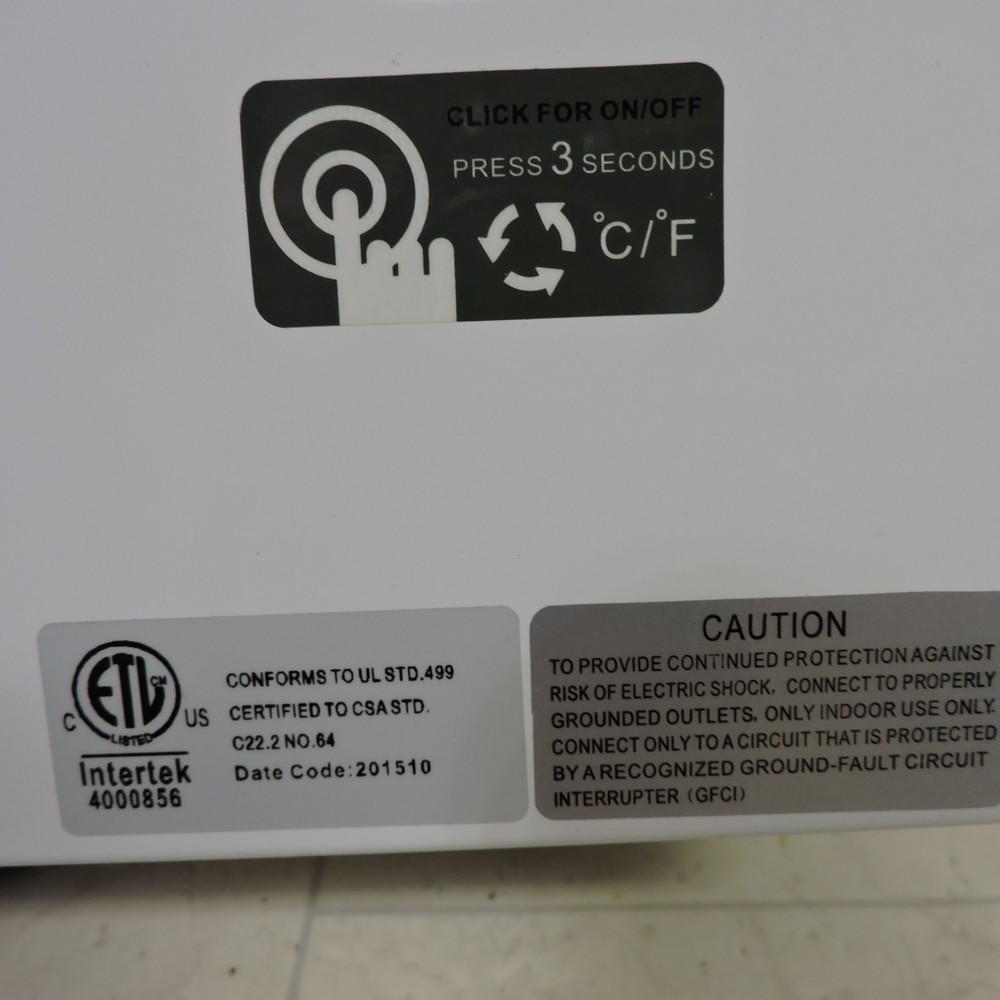 CLICK FOR ON/OFF
PRESS 3 SECONDS
°C/°F
ETL CM
C LISTED US
Intertek
4000856
CONFORMS TO UL STD.499
CERTIFIED TO CSA STD.
C22.2 NO.64
Date Code:201510
CAUTION
TO PROVIDE CONTINUED PROTECTION AGAINST
RISK OF ELECTRIC SHOCK, CONNECT TO PROPERLY
GROUNDED OUTLETS, ONLY INDOOR USE ONLY.
CONNECT ONLY TO A CIRCUIT THAT IS PROTECTED
BY A RECOGNIZED GROUND-FAULT CIRCUIT
INTERRUPTER (GFCI)